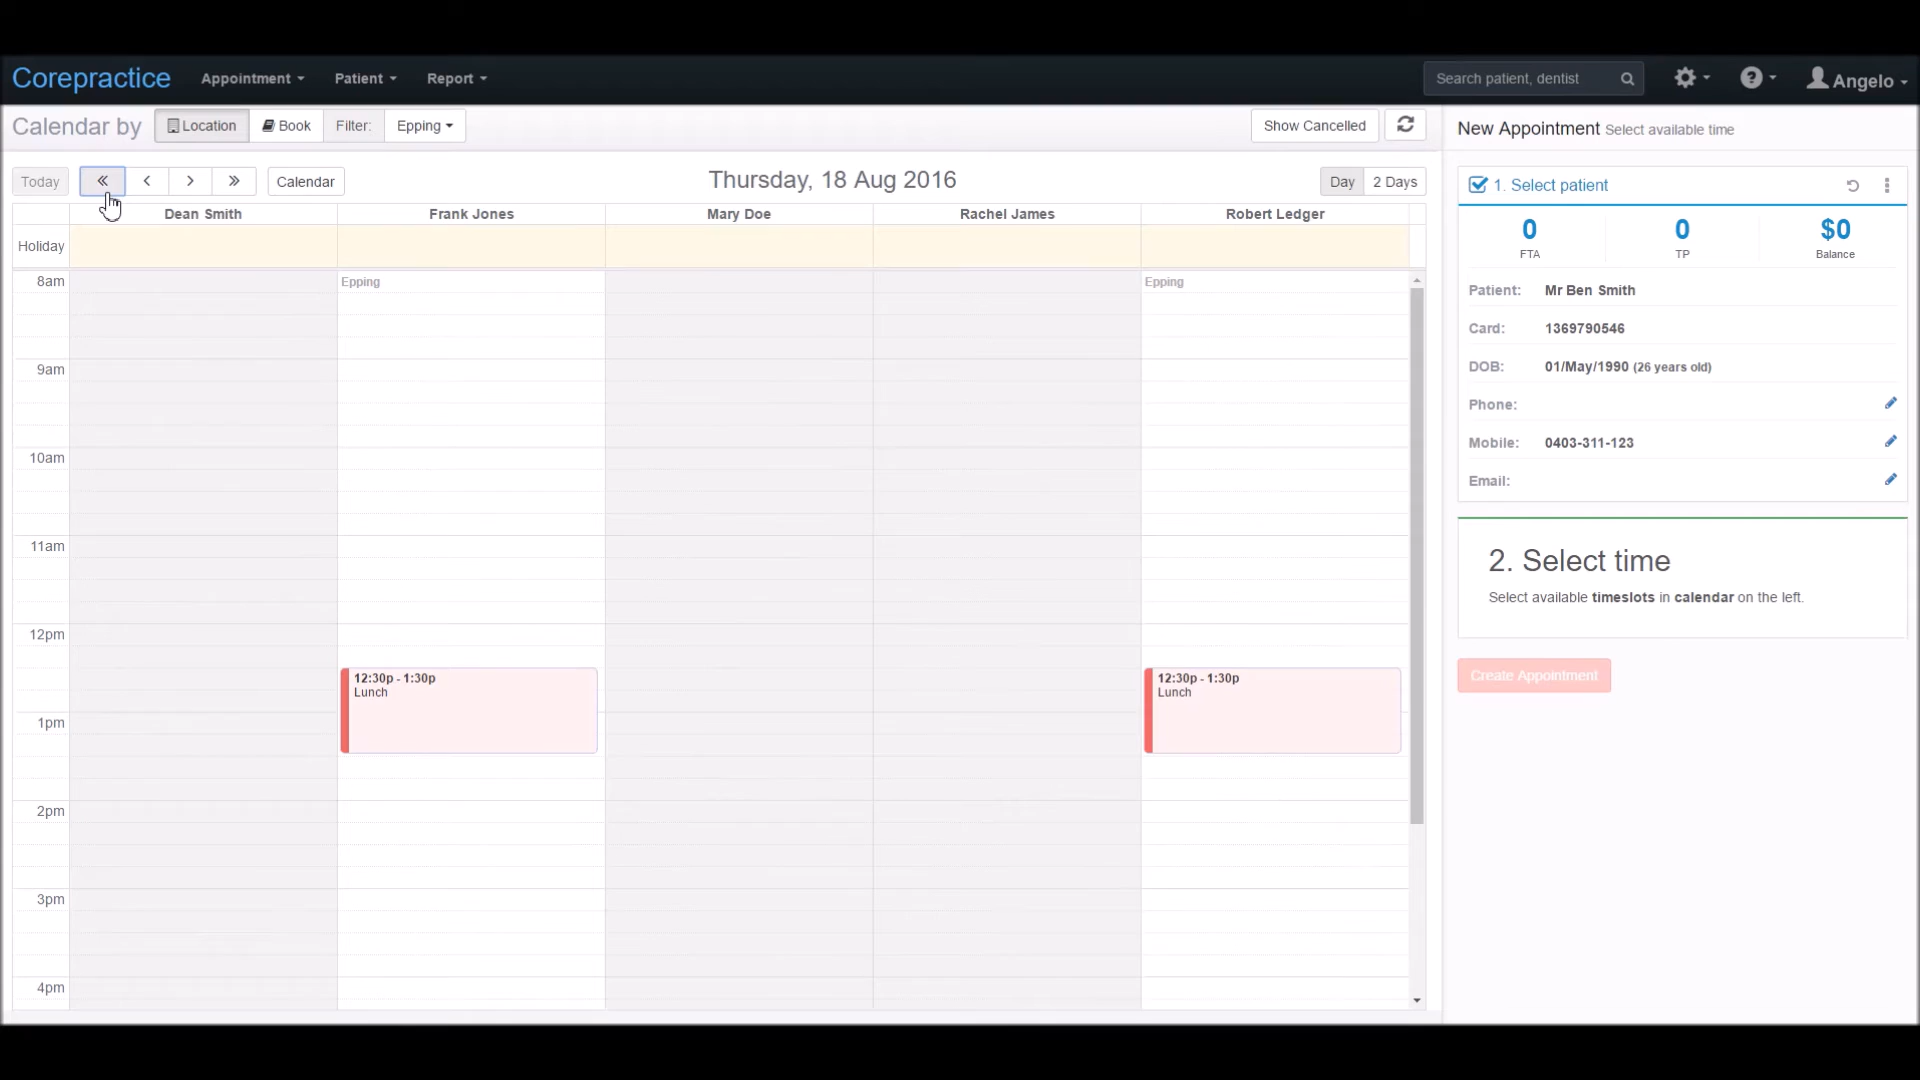 Corepractice Appointment Patient Report Search patient, dentist Angelo
Calendar by Location Book Filter: Epping Show Cancelled
Today « ‹ › » Calendar Thursday, 18 Aug 2016 Day 2 Days
Dean Smith Frank Jones Mary Doe Rachel James Robert Ledger
Holiday
8am Epping Epping
9am
10am
11am
12pm
12:30p - 1:30p 12:30p - 1:30p
Lunch Lunch
1pm
2pm
3pm
4pm
New Appointment Select available time
1. Select patient
0 0 $0
FTA TP Balance
Patient: Mr Ben Smith
Card: 1369790546
DOB: 01/May/1990 (26 years old)
Phone:
Mobile: 0403-311-123
Email:
2. Select time
Select available timeslots in calendar on the left.
Create Appointment